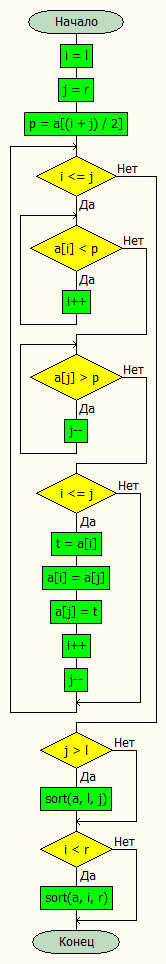 Начало
i = l
j = r
p = a[(i + j) / 2]
i <= j
Нет
Да
a[i] < p
Нет
Да
i++
a[j] > p
Нет
Да
j--
i <= j
Нет
Да
t = a[i]
a[i] = a[j]
a[j] = t
i++
j--
j > l
Нет
Да
sort(a, l, j)
i < r
Нет
Да
sort(a, i, r)
Конец